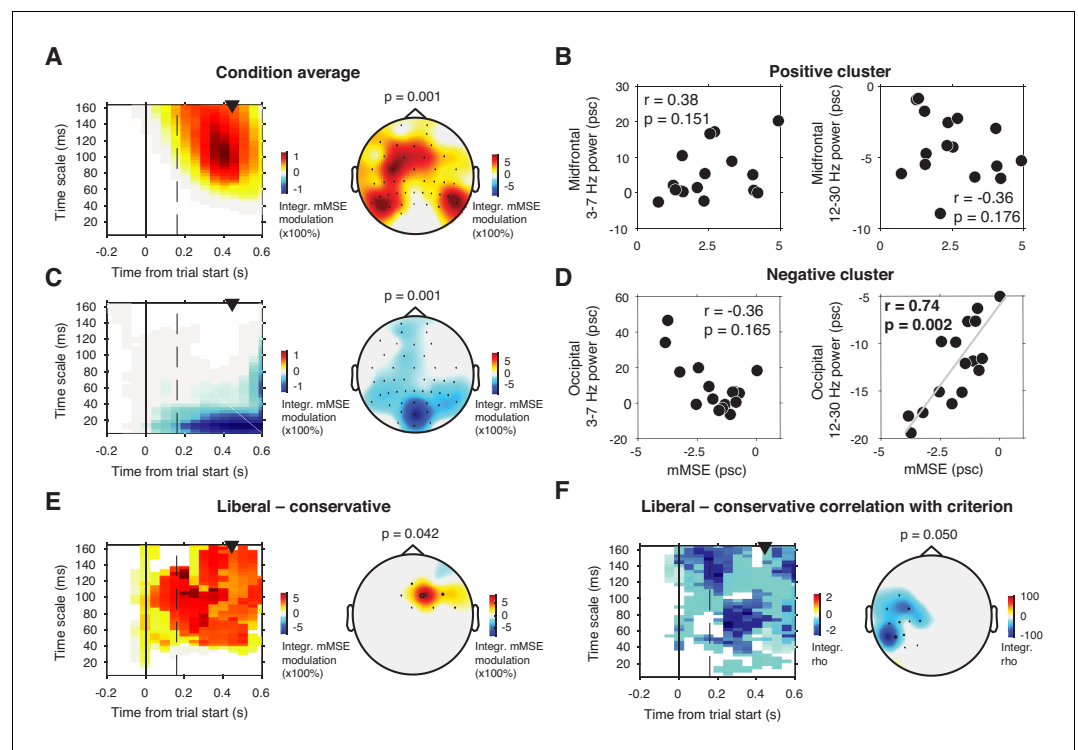 A
Condition average
160
140
120
100
80
60
40
20
Time scale (ms)
-0.2 0 0.2 0.4 0.6
Time from trial start (s)
1
0
-1
Integr. mMSE
modulation
(x100%)
p = 0.001
5
0
-5
Integr. mMSE
modulation
(x100%)
B
Positive cluster
30
20
10
0
-10
Midfrontal
3-7 Hz power (psc)
r = 0.38
p = 0.151
0 2.5 5
0
-5
-10
Midfrontal
12-30 Hz power (psc)
r = -0.36
p = 0.176
0 2.5 5
C
160
140
120
100
80
60
40
20
Time scale (ms)
-0.2 0 0.2 0.4 0.6
Time from trial start (s)
1
0
-1
Integr. mMSE
modulation
(x100%)
p = 0.001
5
0
-5
Integr. mMSE
modulation
(x100%)
D
Negative cluster
60
40
20
0
-20
Occipital
3-7 Hz power (psc)
r = -0.36
p = 0.165
-5 -2.5 0
mMSE (psc)
-5
-10
-15
-20
Occipital
12-30 Hz power (psc)
r = 0.74
p = 0.002
-5 -2.5 0
mMSE (psc)
E
Liberal – conservative
160
140
120
100
80
60
40
20
Time scale (ms)
-0.2 0 0.2 0.4 0.6
Time from trial start (s)
5
0
-5
Integr. mMSE
modulation
(x100%)
p = 0.042
5
0
-5
Integr. mMSE
modulation
(x100%)
F
Liberal – conservative correlation with criterion
160
140
120
100
80
60
40
20
Time scale (ms)
-0.2 0 0.2 0.4 0.6
Time from trial start (s)
2
0
-2
Integr.
rho
p = 0.050
100
0
-100
Integr.
rho